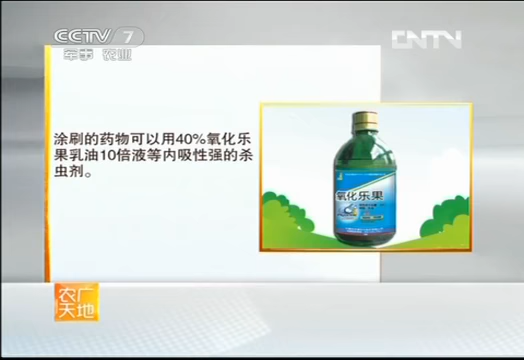 CCTV 7
军事 农业
CNTV
涂刷的药物可以用40%氧化乐
果乳油10倍液等内吸性强的杀
虫剂。
氧化乐果
农广
天地